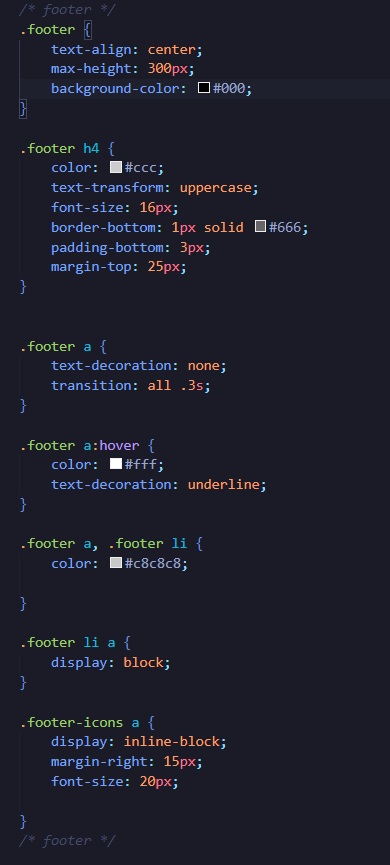 /* footer */
.footer {
    text-align: center;
    max-height: 300px;
    background-color: #000;
}

.footer h4 {
    color: #ccc;
    text-transform: uppercase;
    font-size: 16px;
    border-bottom: 1px solid #666;
    padding-bottom: 3px;
    margin-top: 25px;
}


.footer a {
    text-decoration: none;
    transition: all .3s;
}

.footer a:hover {
    color: #fff;
    text-decoration: underline;
}

.footer a, .footer li {
    color: #c8c8c8;

}

.footer li a {
    display: block;
}

.footer-icons a {
    display: inline-block;
    margin-right: 15px;
    font-size: 20px;

}
/* footer */